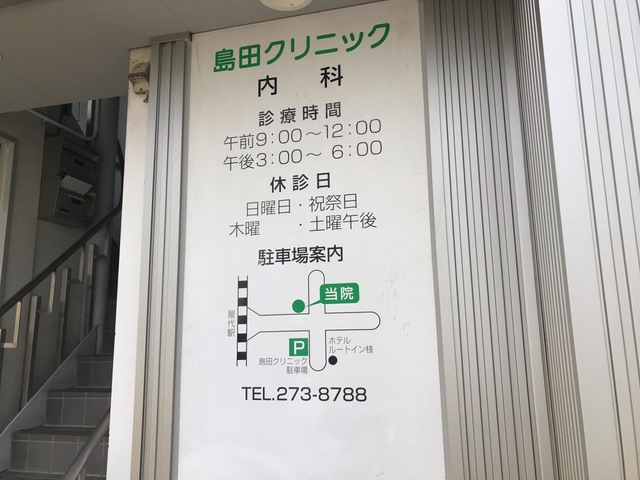 島田クリニック
内 科
診療時間
午前9:00～12:00
午後3:00～ 6:00
休診日
日曜日・祝祭日
木曜 ・土曜午後
駐車場案内
当院
屋代駅
P
島田クリニック
駐車場
ホテル
ルートイン様
TEL.273-8788